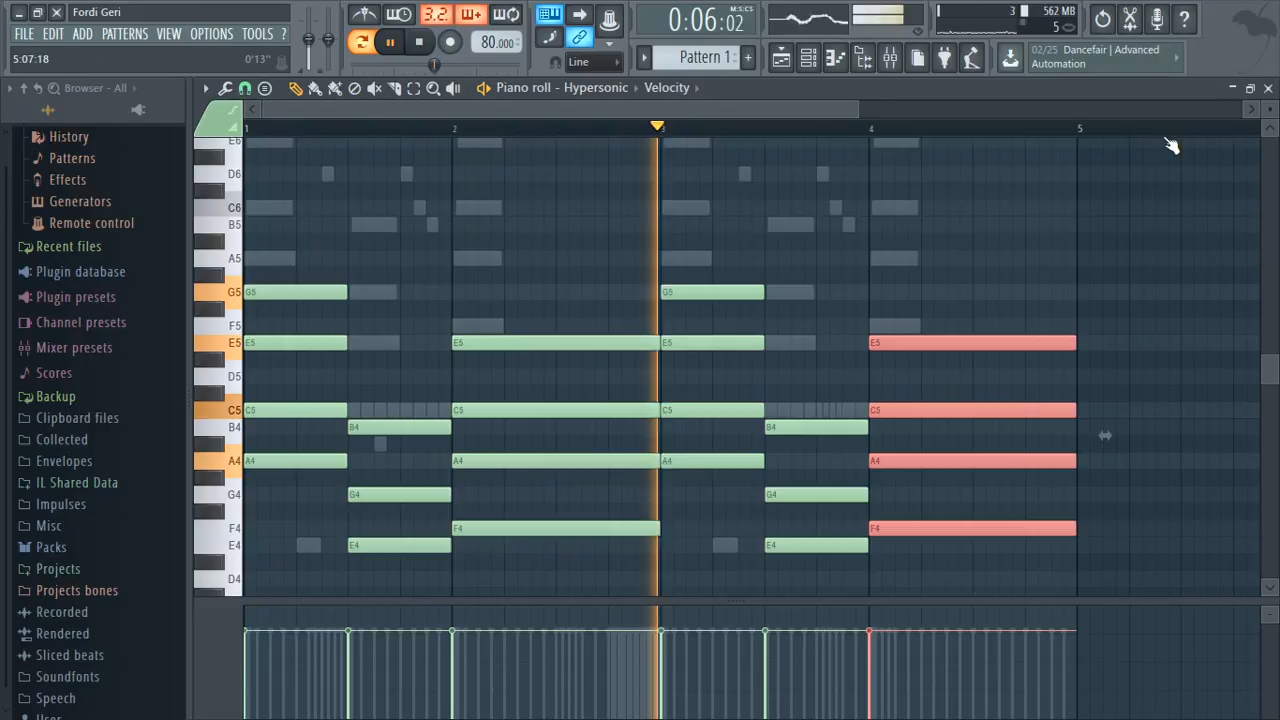 Fordi Geri
FILE EDIT ADD PATTERNS VIEW OPTIONS TOOLS ?
5:07:18 0'13"
3.2.
80.000
Line
0:06:02
M:S:CS
Pattern 1
3
562 MB
5
02/25 Dancefair | Advanced
Automation
Browser - All
Piano roll - Hypersonic
Velocity
History
Patterns
Effects
Generators
Remote control
Recent files
Plugin database
Plugin presets
Channel presets
Mixer presets
Scores
Backup
Clipboard files
Collected
Envelopes
IL Shared Data
Impulses
Misc
Packs
Projects
Projects bones
Recorded
Rendered
Sliced beats
Soundfonts
Speech
User
1 2 3 4 5
E6
D6
C6
B5
A5
G5 G5 G5
F5
E5 E5 E5 E5 E5
D5
C5 C5 C5 C5 C5
B4 B4 B4
A4 A4 A4 A4 A4
G4 G4 G4
F4 F4 F4
E4 E4 E4
D4